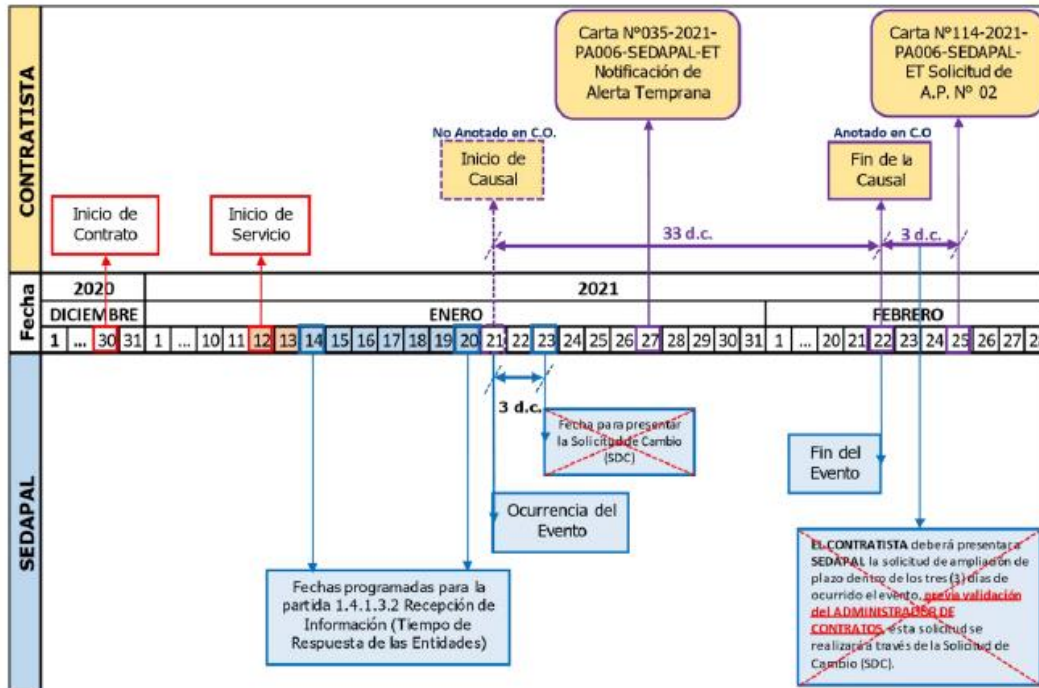 CONTRATISTA
Carta N°035-2021-
PA006-SEDAPAL-ET
Notificación de
Alerta Temprana
Carta N°114-2021-
PA006-SEDAPAL-
ET Solicitud de
A.P. N° 02
No Anotado en C.O.
Inicio de
Causal
Anotado en C.O
Fin de la
Causal
Inicio de
Contrato
Inicio de
Servicio
33 d.c.
3 d.c.
Fecha
2020 2021
DICIEMBRE ENERO FEBRERO
1 ... 30 31 1 ... 10 11 12 13 14 15 16 17 18 19 20 21 22 23 24 25 26 27 28 29 30 31 1 ... 20 21 22 23 24 25 26 27 28
SEDAPAL
3 d.c.
Fecha para presentar
la Solicitud de Cambio
(SDC)
Ocurrencia del
Evento
Fin del
Evento
Fechas programadas para la
partida 1.4.1.3.2 Recepción de
Información (Tiempo de
Respuesta de las Entidades)
EL CONTRATISTA deberá presentar a
SEDAPAL la solicitud de ampliación de
plazo dentro de los tres (3) días de
ocurrido el evento, previa validación
del ADMINISTRADOR DE
CONTRATOS, esta solicitud se
realizará a través de la Solicitud de
Cambio (SDC).